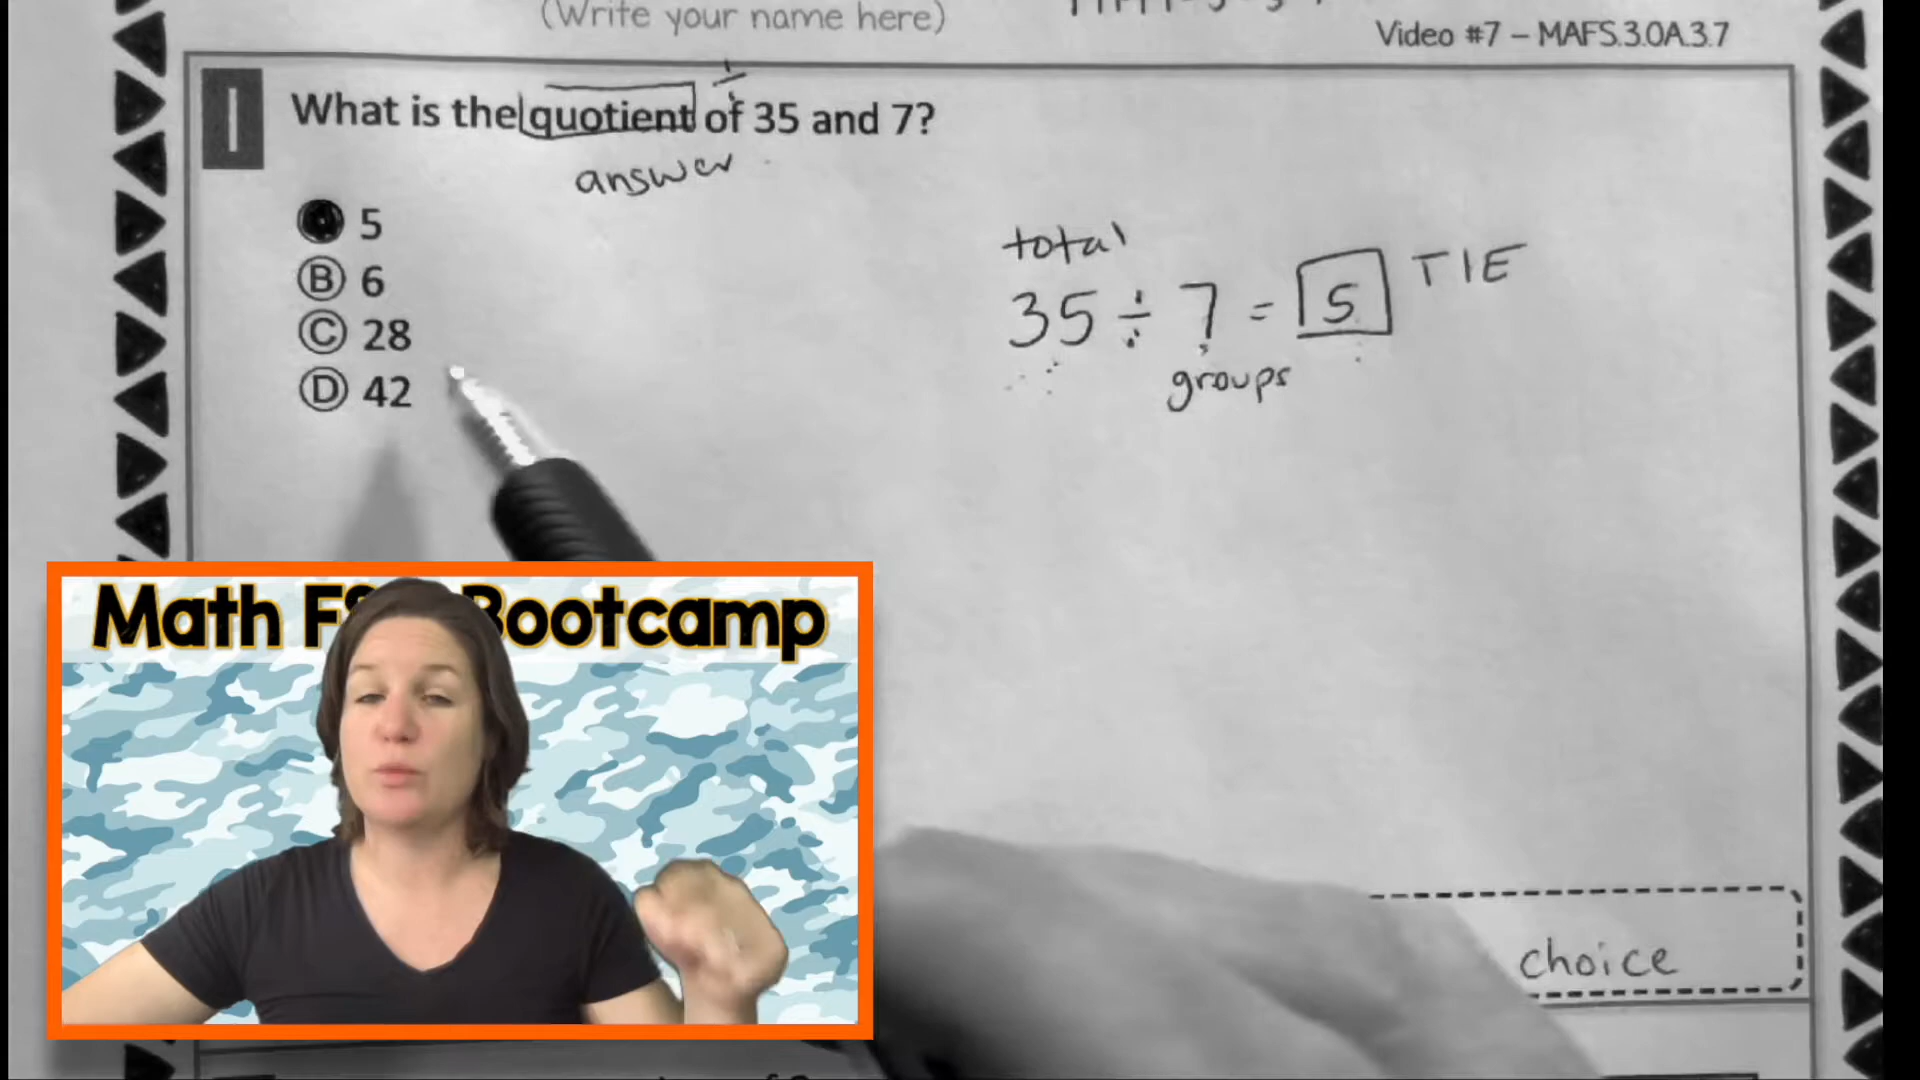 (Write your name here)
Video #7 – MAFS.3.OA.3.7
1 What is the quotient of 35 and 7?
÷
answer
5
B 6
C 28
D 42
total
35 ÷ 7 = 5 TIE
groups
Math Bootcamp
choice